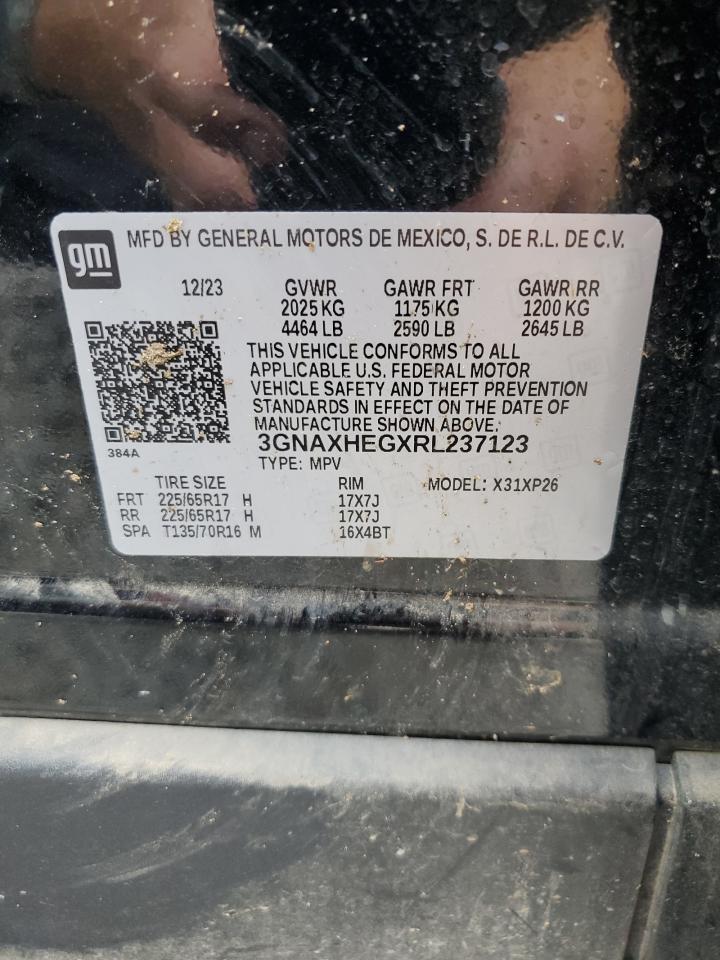 gm
MFD BY GENERAL MOTORS DE MEXICO, S. DE R.L. DE C.V.
12/23 GVWR GAWR FRT GAWR RR
2025 KG 1175 KG 1200 KG
4464 LB 2590 LB 2645 LB
THIS VEHICLE CONFORMS TO ALL
APPLICABLE U.S. FEDERAL MOTOR
VEHICLE SAFETY AND THEFT PREVENTION
STANDARDS IN EFFECT ON THE DATE OF
MANUFACTURE SHOWN ABOVE.
3GNAXHEGXRL237123
384A
TYPE: MPV
TIRE SIZE RIM MODEL: X31XP26
FRT 225/65R17 H 17X7J
RR 225/65R17 H 17X7J
SPA T135/70R16 M 16X4BT